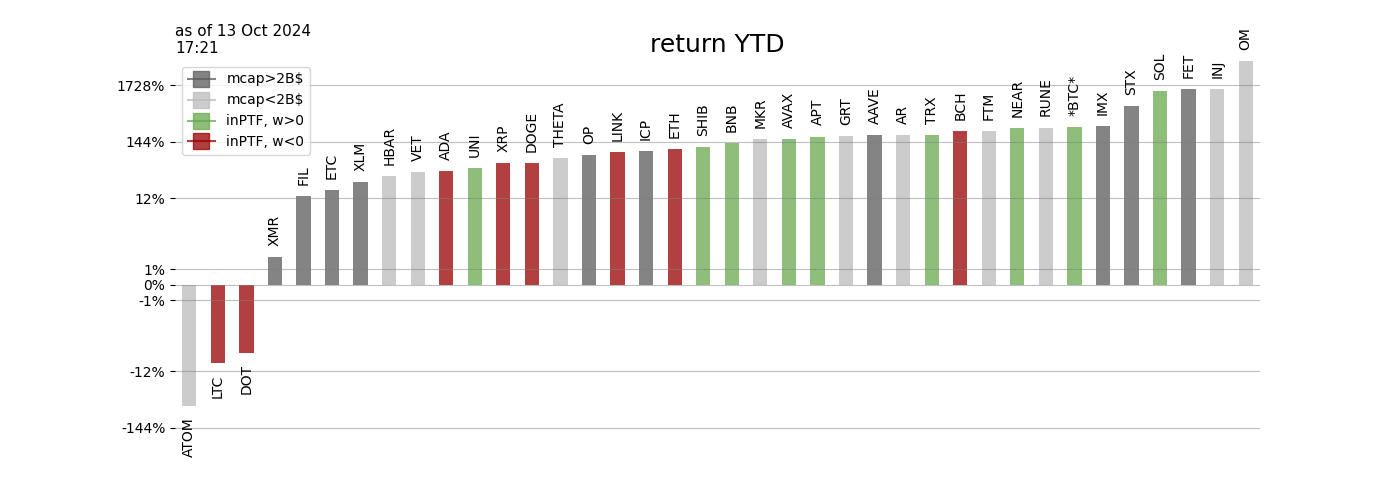 as of 13 Oct 2024
17:21
return YTD
mcap>2B$
mcap<2B$
inPTF, w>0
inPTF, w<0
1728%
144%
12%
1%
0%
-1%
-12%
-144%
ATOM
LTC
DOT
XMR
FIL
ETC
XLM
HBAR
VET
ADA
UNI
XRP
DOGE
THETA
OP
LINK
ICP
ETH
SHIB
BNB
MKR
AVAX
APT
GRT
AAVE
AR
TRX
BCH
FTM
NEAR
RUNE
*BTC*
IMX
STX
SOL
FET
INJ
OM